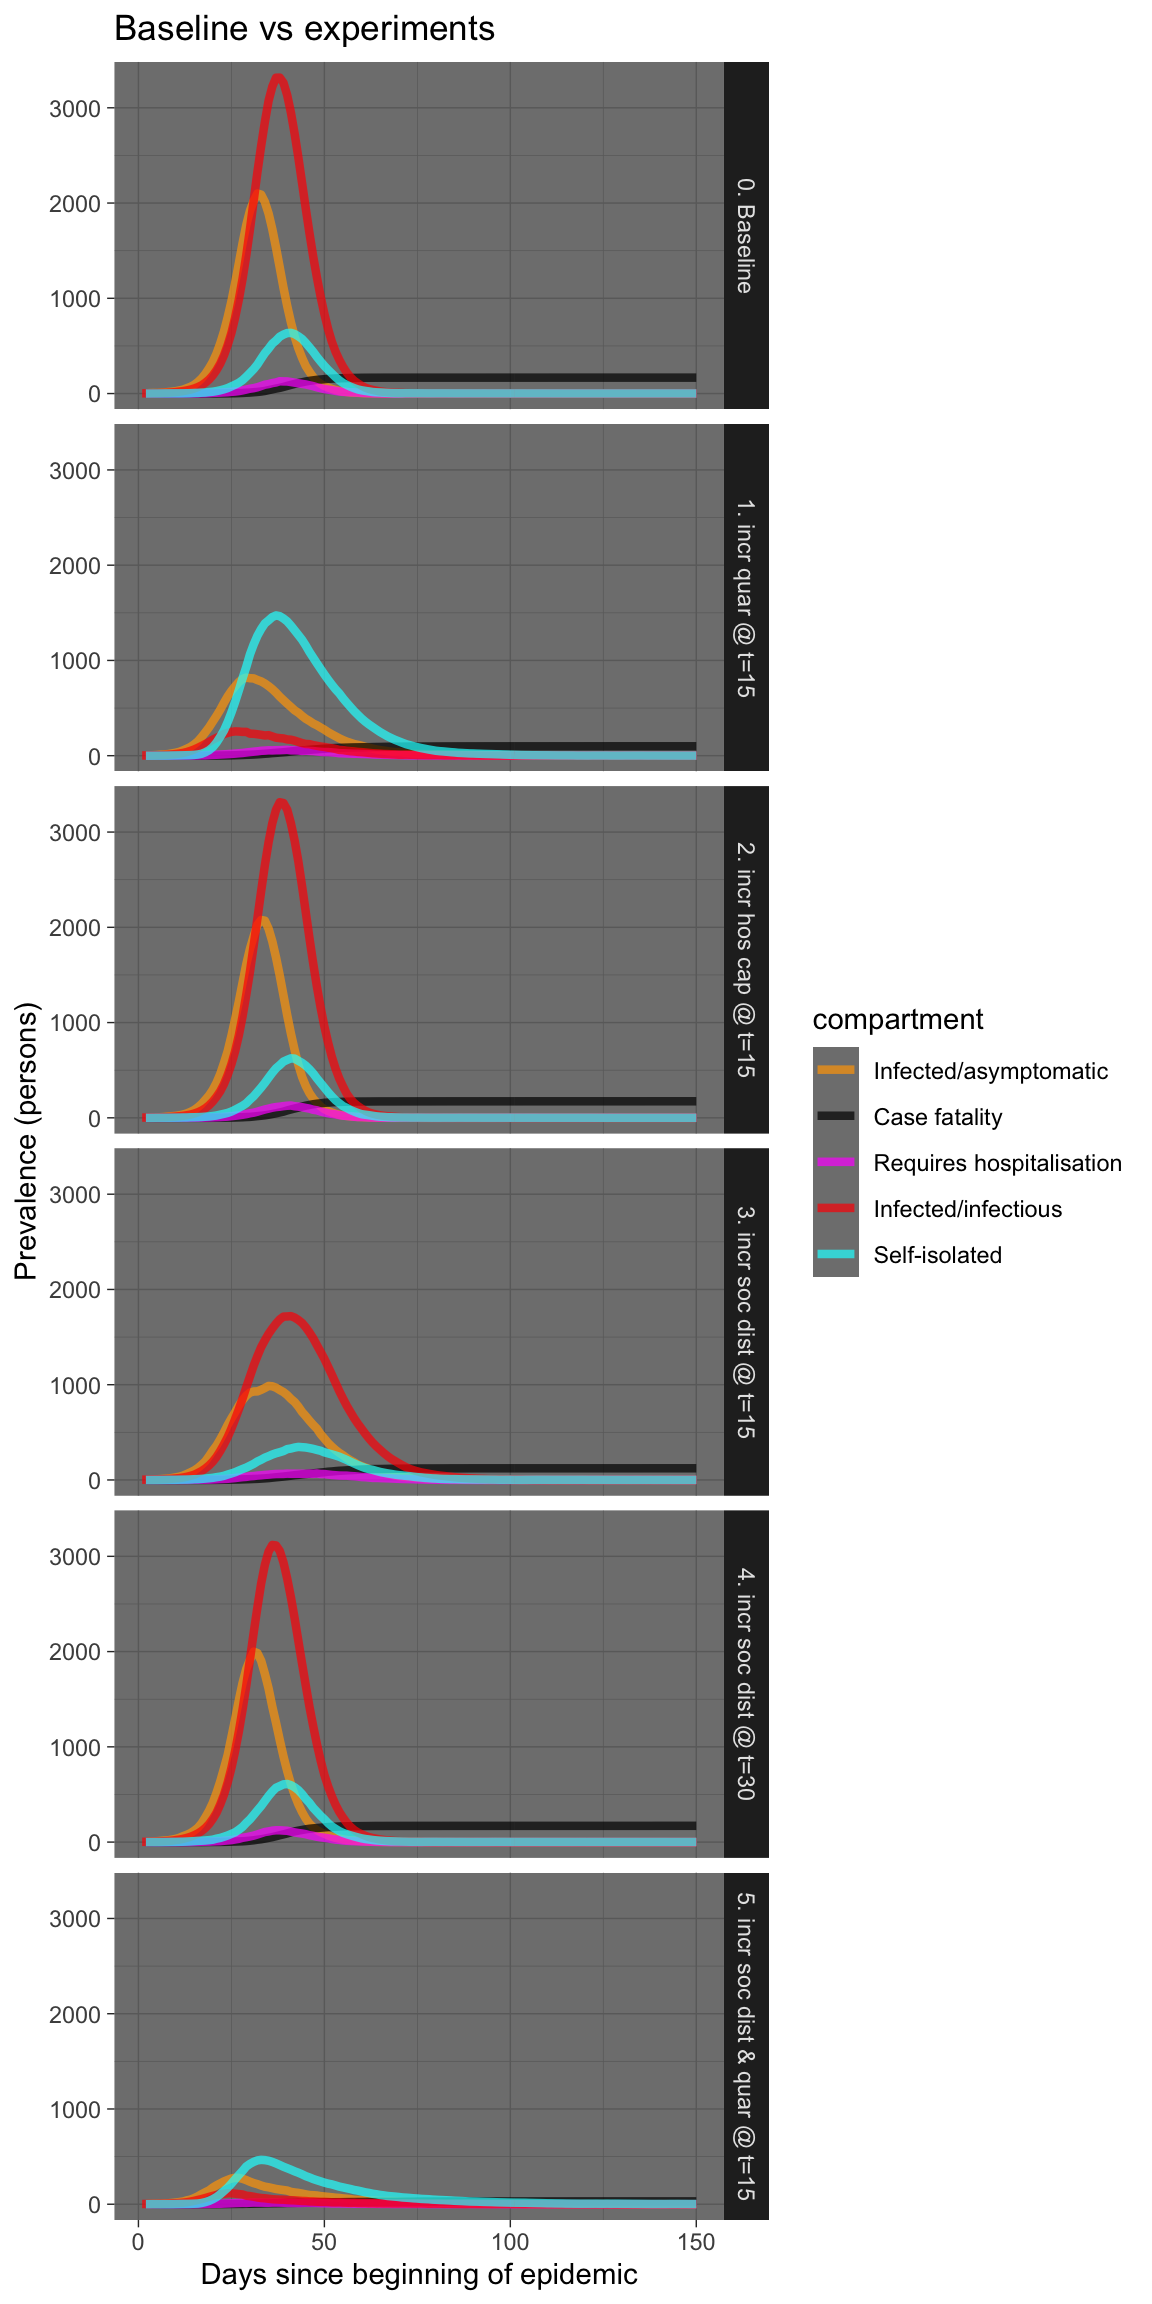 Baseline vs experiments
3000
2000
1000
0
0. Baseline
3000
2000
1000
0
1. incr quar @ t=15
3000
2000
1000
0
2. incr hos cap @ t=15
3000
2000
1000
0
3. incr soc dist @ t=15
3000
2000
1000
0
4. incr soc dist @ t=30
3000
2000
1000
0
5. incr soc dist & quar @ t=15
0
50
100
150
Days since beginning of epidemic
Prevalence (persons)
compartment
Infected/asymptomatic
Case fatality
Requires hospitalisation
Infected/infectious
Self-isolated